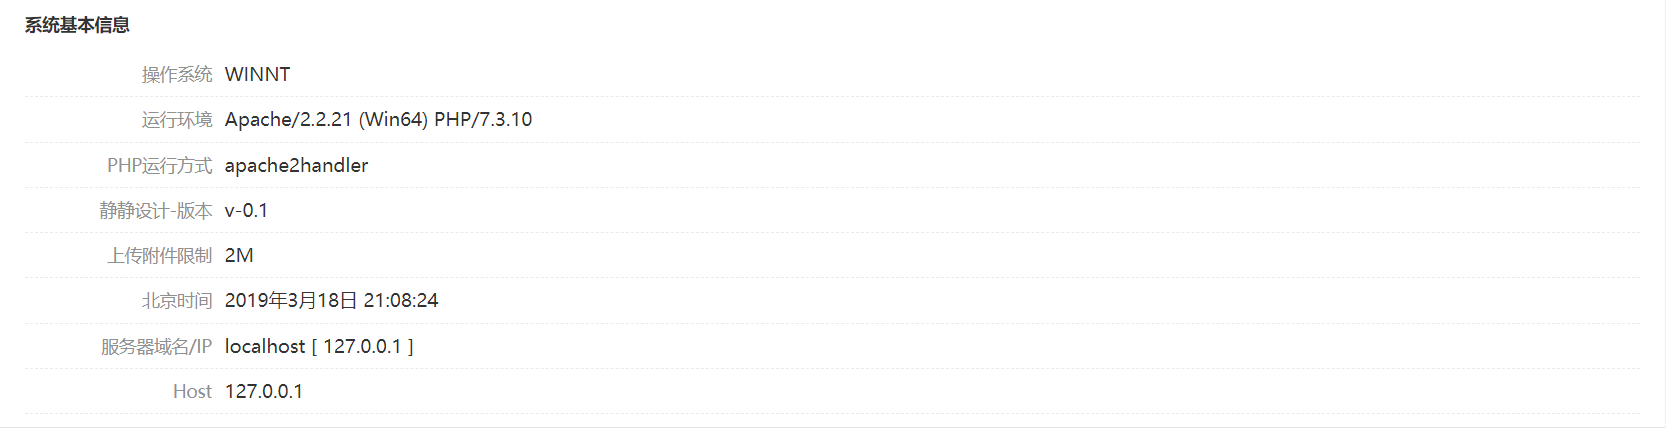 系统基本信息
操作系统 WINNT
运行环境 Apache/2.2.21 (Win64) PHP/7.3.10
PHP运行方式 apache2handler
静静设计-版本 v-0.1
上传附件限制 2M
北京时间 2019年3月18日 21:08:24
服务器域名/IP localhost [ 127.0.0.1 ]
Host 127.0.0.1